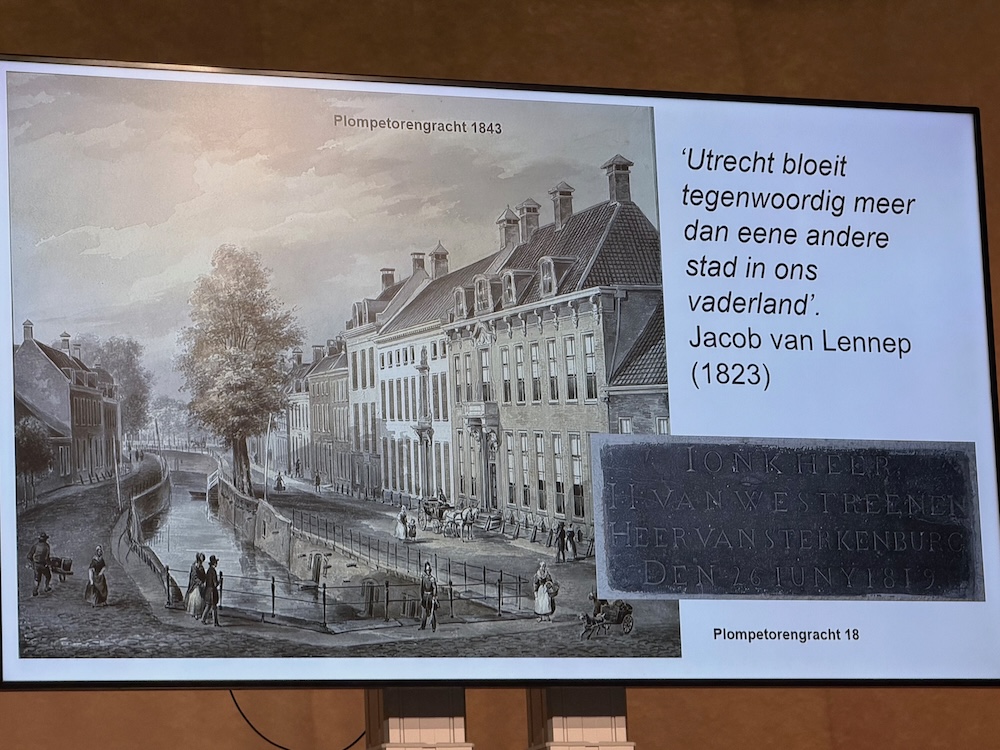 Plompetorengracht 1843
‘Utrecht bloeit
tegenwoordig meer
dan eene andere
stad in ons
vaderland’.
Jacob van Lennep
(1823)
IONKHEER
H VAN WESTREENEN
HEER VAN STERKENBURG
DEN 26 IUNY 1819
Plompetorengracht 18